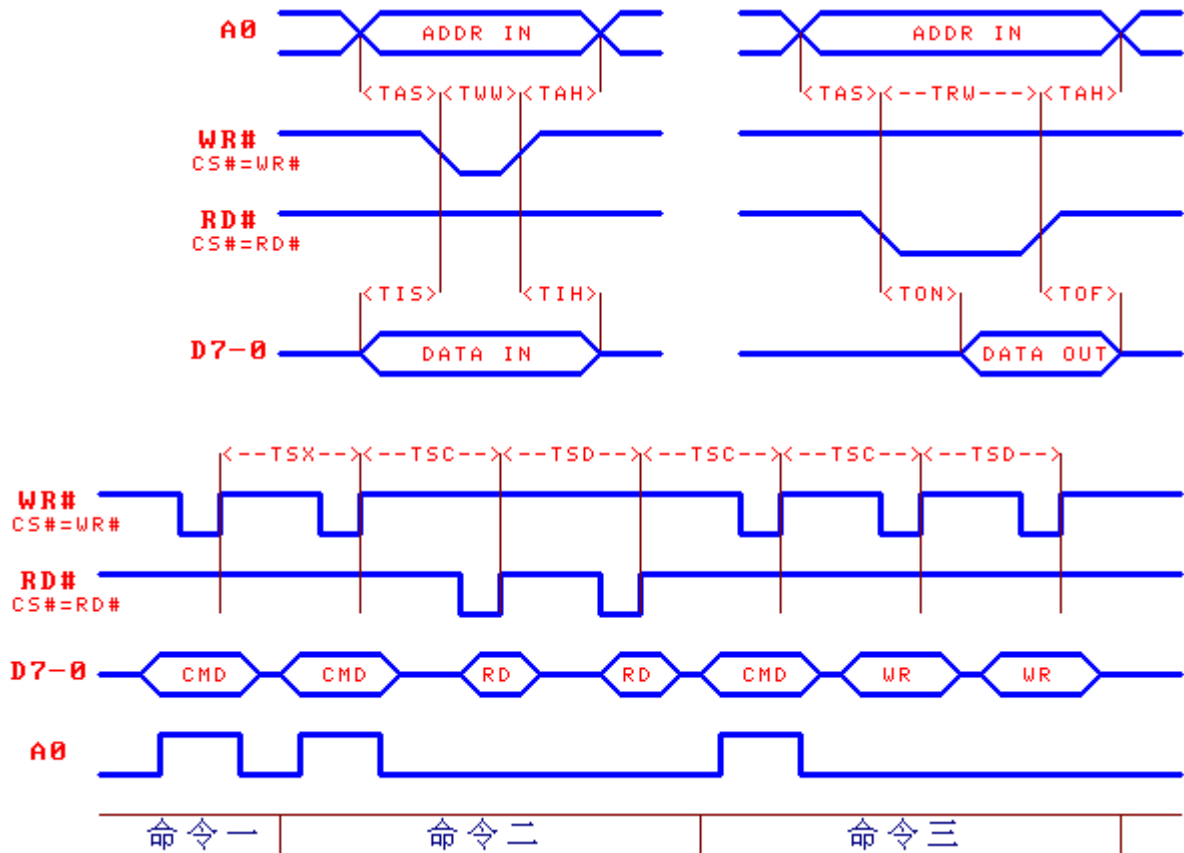 A0 ADDR IN ADDR IN
<TAS><TWW><TAH> <TAS><--TRW---><TAH>
WR#
CS#=WR#
RD#
CS#=RD#
<TIS> <TIH> <TON> <TOF>
D7-0 DATA IN DATA OUT
<--TSX--><--TSC--><--TSD--><--TSC--><--TSC--><--TSD-->
WR#
CS#=WR#
RD#
CS#=RD#
D7-0 CMD CMD RD RD CMD WR WR
A0
命令一 命令二 命令三